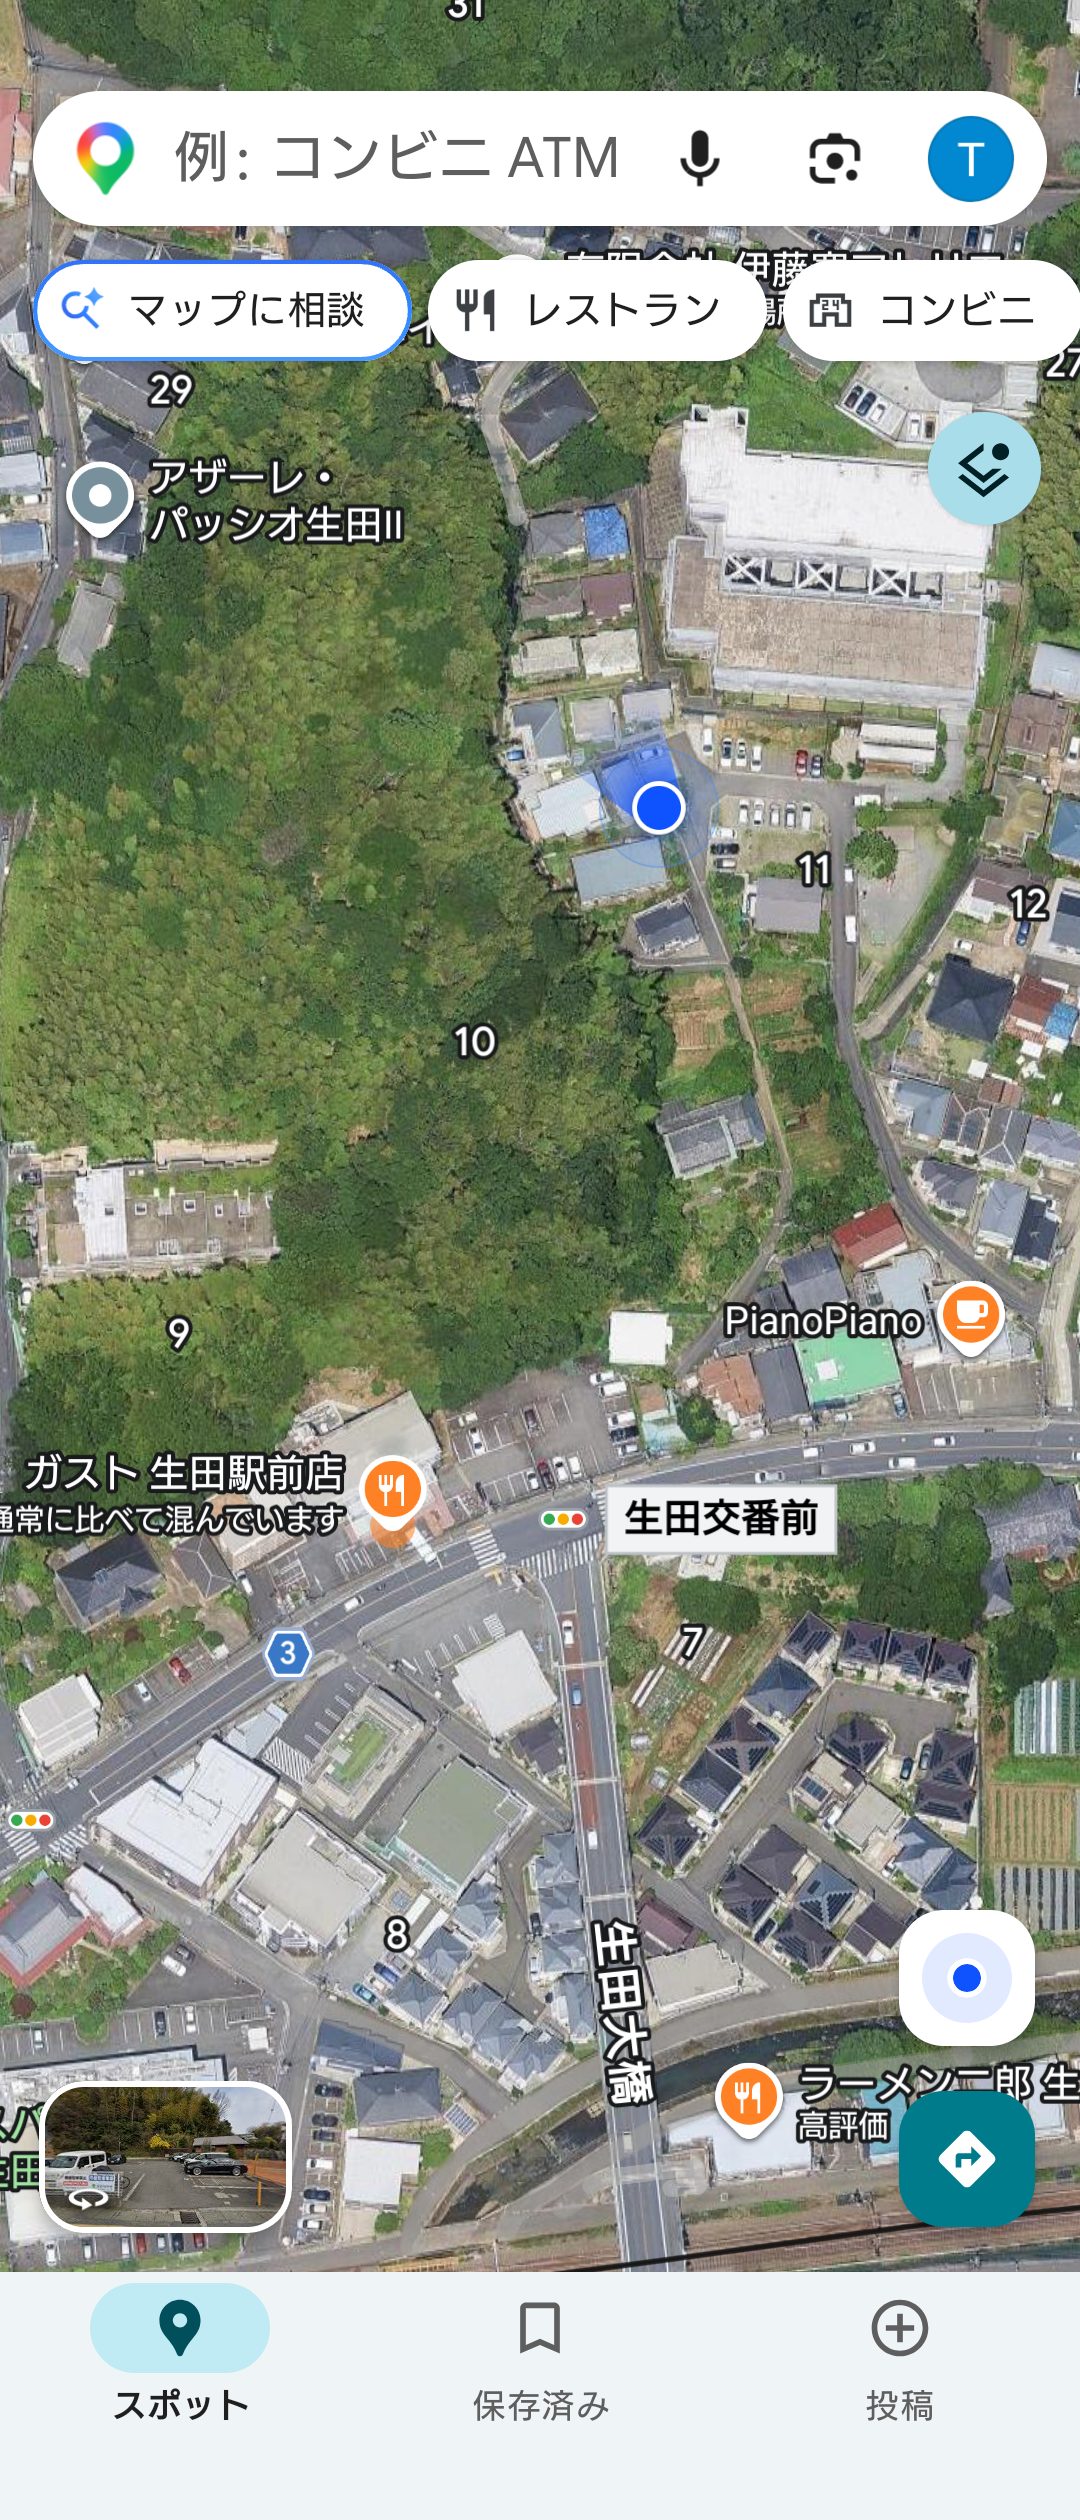 31
例: コンビニ ATM
T
マップに相談
レストラン
コンビニ
27
29
アザーレ・
パッシオ生田II
11
12
10
PianoPiano
9
ガスト 生田駅前店
通常に比べて混んでいます
生田交番前
7
3
8
生田大橋
ラーメン二郎 生
高評価
スポット
保存済み
投稿